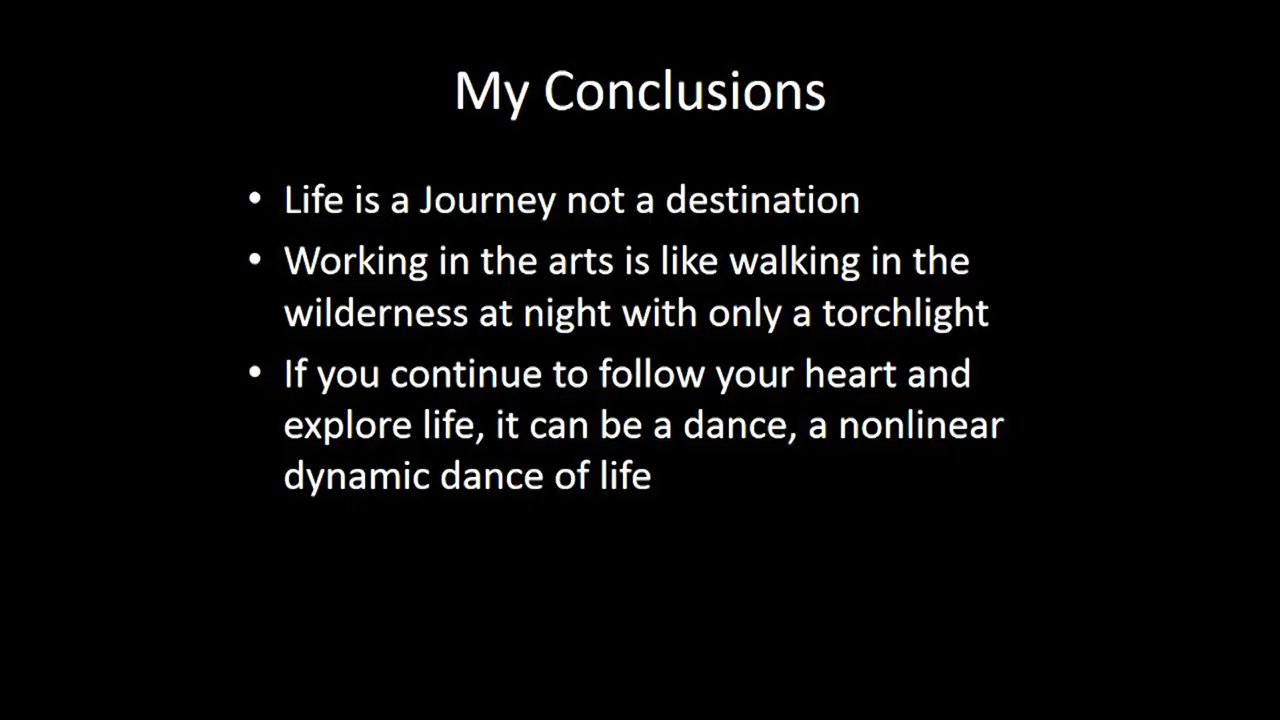 My Conclusions
• Life is a Journey not a destination
• Working in the arts is like walking in the
wilderness at night with only a torchlight
• If you continue to follow your heart and
explore life, it can be a dance, a nonlinear
dynamic dance of life